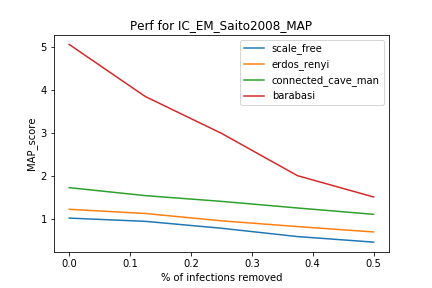 Perf for IC_EM_Saito2008_MAP
scale_free
erdos_renyi
connected_cave_man
barabasi
MAP_score
5
4
3
2
1
0.0 0.1 0.2 0.3 0.4 0.5
% of infections removed